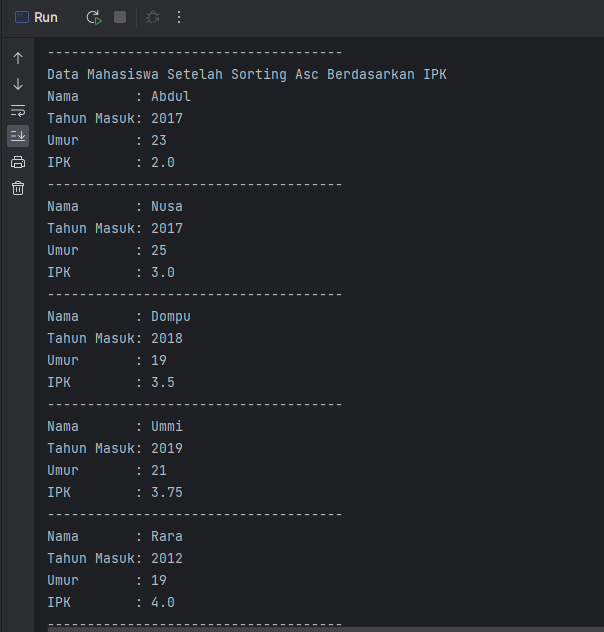 Run
-------------------------------------
Data Mahasiswa Setelah Sorting Asc Berdasarkan IPK
Nama       : Abdul
Tahun Masuk: 2017
Umur       : 23
IPK        : 2.0
-------------------------------------
Nama       : Nusa
Tahun Masuk: 2017
Umur       : 25
IPK        : 3.0
-------------------------------------
Nama       : Dompu
Tahun Masuk: 2018
Umur       : 19
IPK        : 3.5
-------------------------------------
Nama       : Ummi
Tahun Masuk: 2019
Umur       : 21
IPK        : 3.75
-------------------------------------
Nama       : Rara
Tahun Masuk: 2012
Umur       : 19
IPK        : 4.0
-------------------------------------